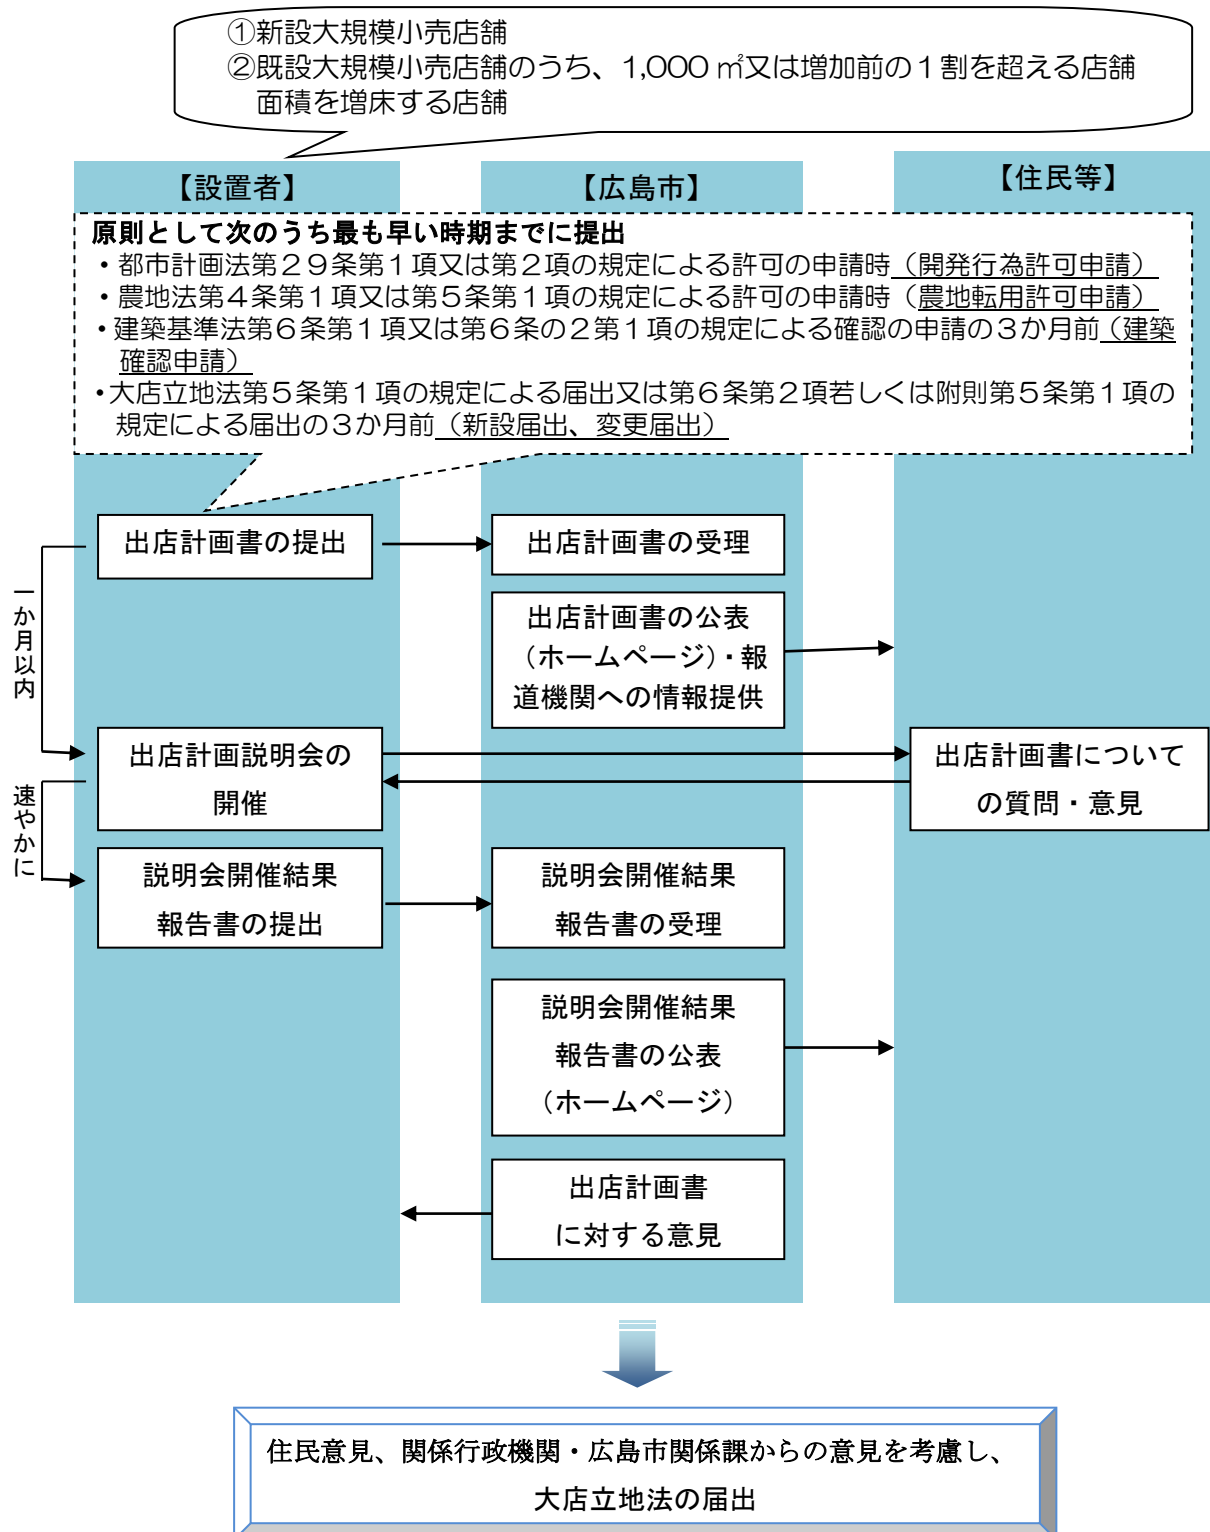 ①新設大規模小売店舗
②既設大規模小売店舗のうち、1,000 ㎡又は増加前の１割を超える店舗
面積を増床する店舗
【設置者】
【広島市】
【住民等】
原則として次のうち最も早い時期までに提出
・都市計画法第２９条第１項又は第２項の規定による許可の申請時（開発行為許可申請）
・農地法第４条第１項又は第５条第１項の規定による許可の申請時（農地転用許可申請）
・建築基準法第６条第１項又は第６条の２第１項の規定による確認の申請の３か月前（建築
確認申請）
・大店立地法第５条第１項の規定による届出又は第６条第２項若しくは附則第５条第１項の
規定による届出の３か月前（新設届出、変更届出）
出店計画書の提出
出店計画書の受理
一か月以内
出店計画書の公表
（ホームページ）・報
道機関への情報提供
出店計画説明会の
開催
出店計画書について
の質問・意見
速やかに
説明会開催結果
報告書の提出
説明会開催結果
報告書の受理
説明会開催結果
報告書の公表
（ホームページ）
出店計画書
に対する意見
住民意見、関係行政機関・広島市関係課からの意見を考慮し、
大店立地法の届出